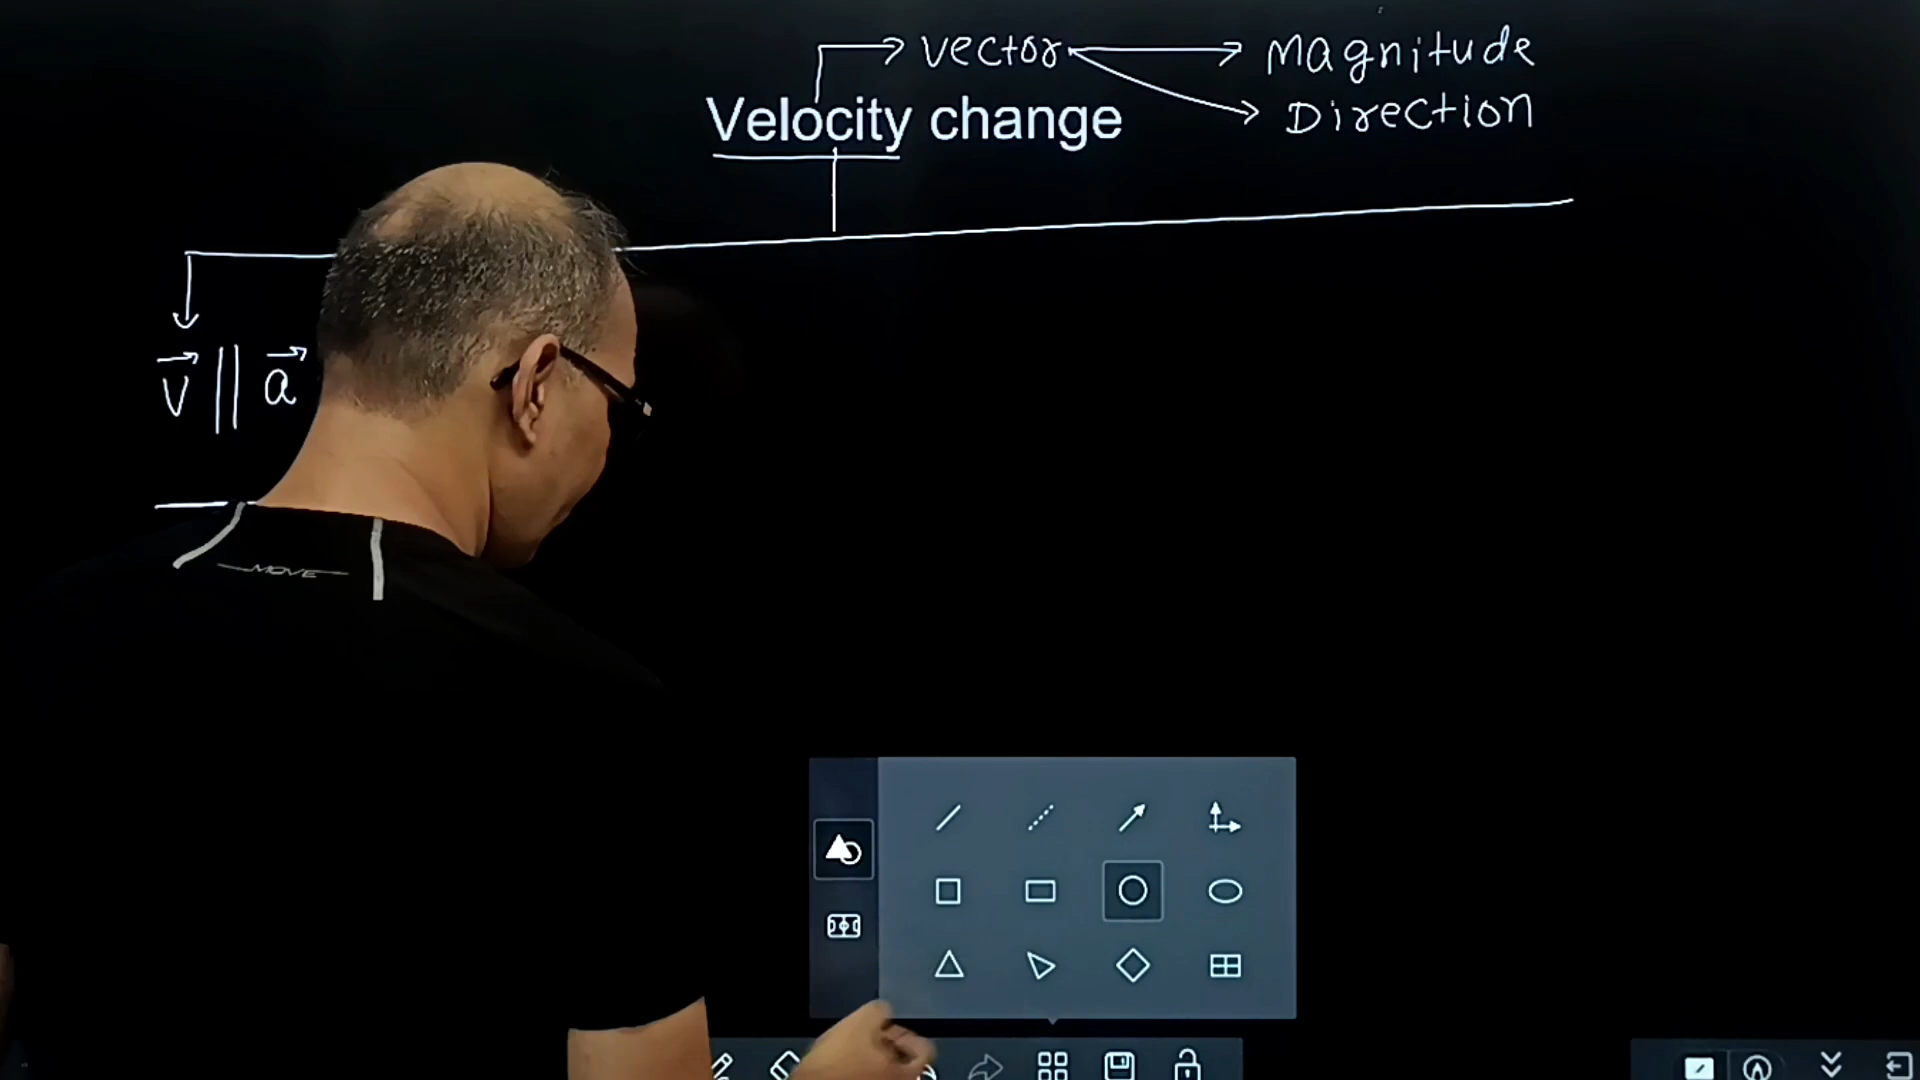 vector Magnitude
Direction
Velocity change
v || a
MOVE